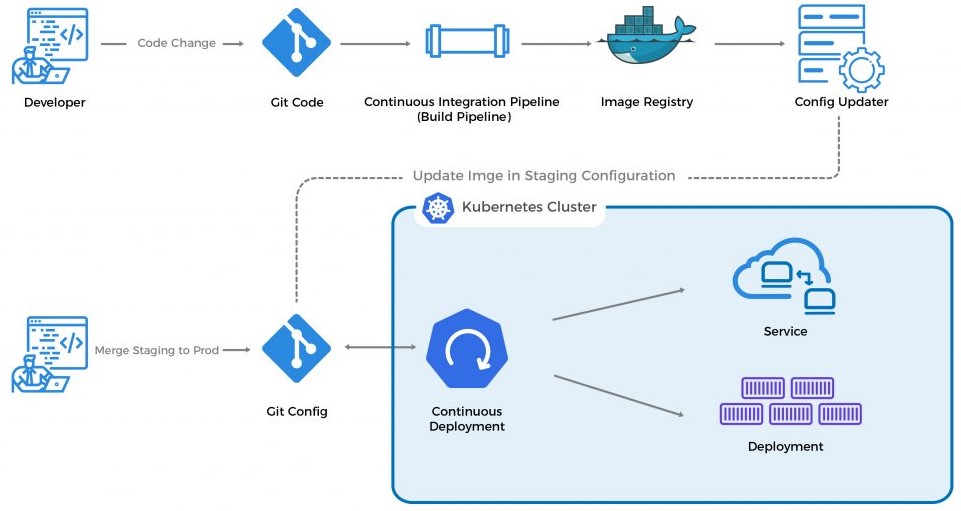 Code Change
Developer
Git Code
Continuous Integration Pipeline
(Build Pipeline)
Image Registry
Config Updater
Update Imge in Staging Configuration
Kubernetes Cluster
Service
Merge Staging to Prod
Git Config
Continuous
Deployment
Deployment